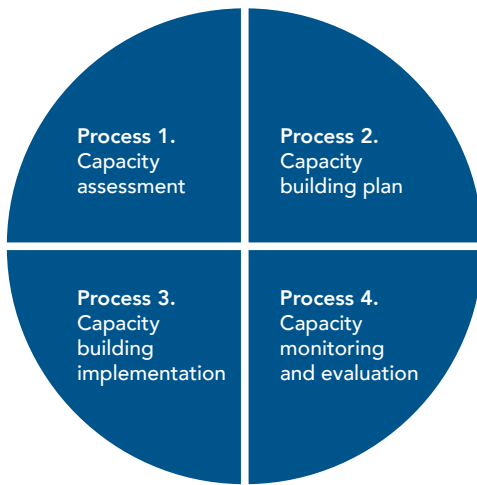 Process 1.
Capacity
assessment
Process 2.
Capacity
building plan
Process 3.
Capacity
building
implementation
Process 4.
Capacity
monitoring
and evaluation